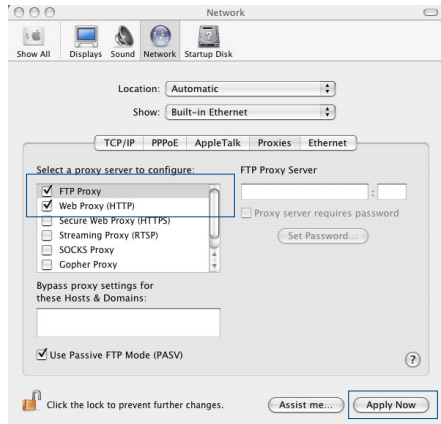 Network
Show All Displays Sound Network Startup Disk
Location: Automatic
Show: Built-in Ethernet
TCP/IP PPPoE AppleTalk Proxies Ethernet
Select a proxy server to configure:
FTP Proxy
Web Proxy (HTTP)
Secure Web Proxy (HTTPS)
Streaming Proxy (RTSP)
SOCKS Proxy
Gopher Proxy
FTP Proxy Server
:
Proxy server requires password
Set Password...
Bypass proxy settings for
these Hosts & Domains:
Use Passive FTP Mode (PASV)
?
Click the lock to prevent further changes.
Assist me... Apply Now